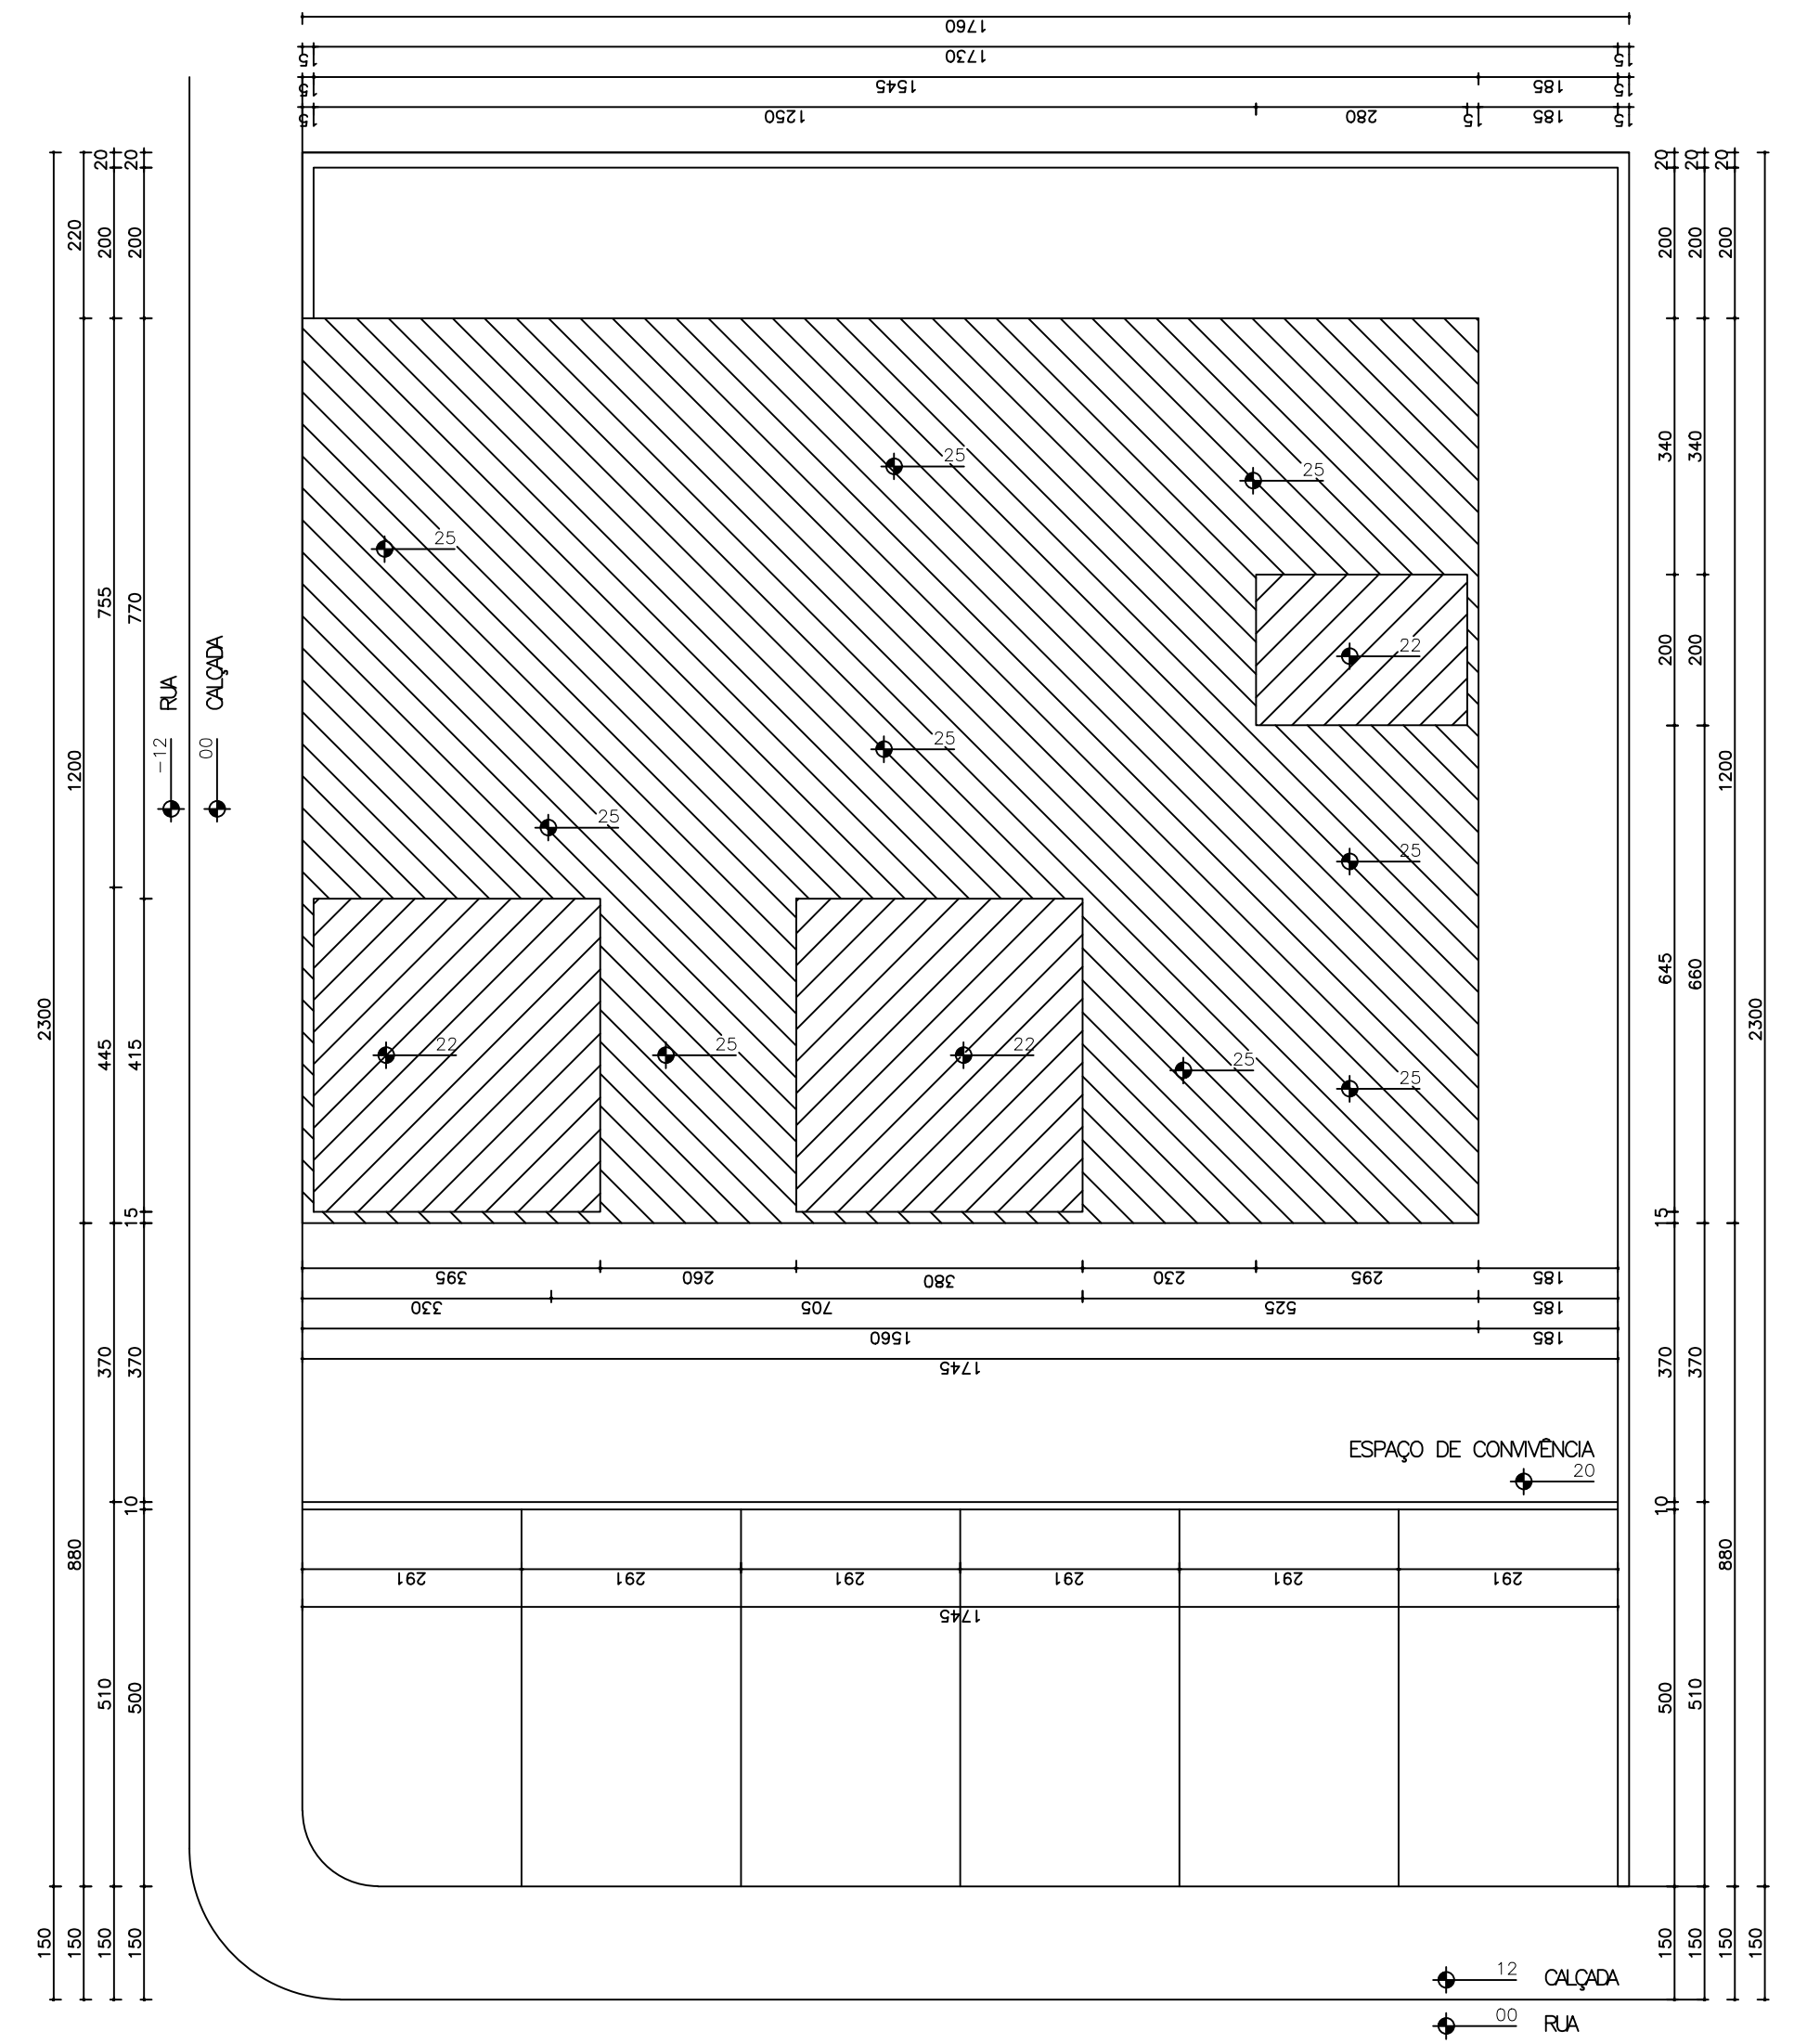 1760
15 1730 15
15 1545 185 15
15 1250 280 15 185 15
20 20 20 20 20
220 200 200 200 200 200
755 770 340 340
25 25 25
25
RUA CALÇADA
-12 00
200 200
22
1200 1200
25
25
25
2300 645 660 2300
445 415
22 25 22 25 25
15 15
395 260 380 230 295 185
330 705 525 185
1560 185
1745
370 370 370 370
ESPAÇO DE CONVIVÊNCIA
20
10 10
880 880
291 291 291 291 291 291
1745
510 500 500 510
150 150 150 150 150 150 150 150
12 CALÇADA
00 RUA